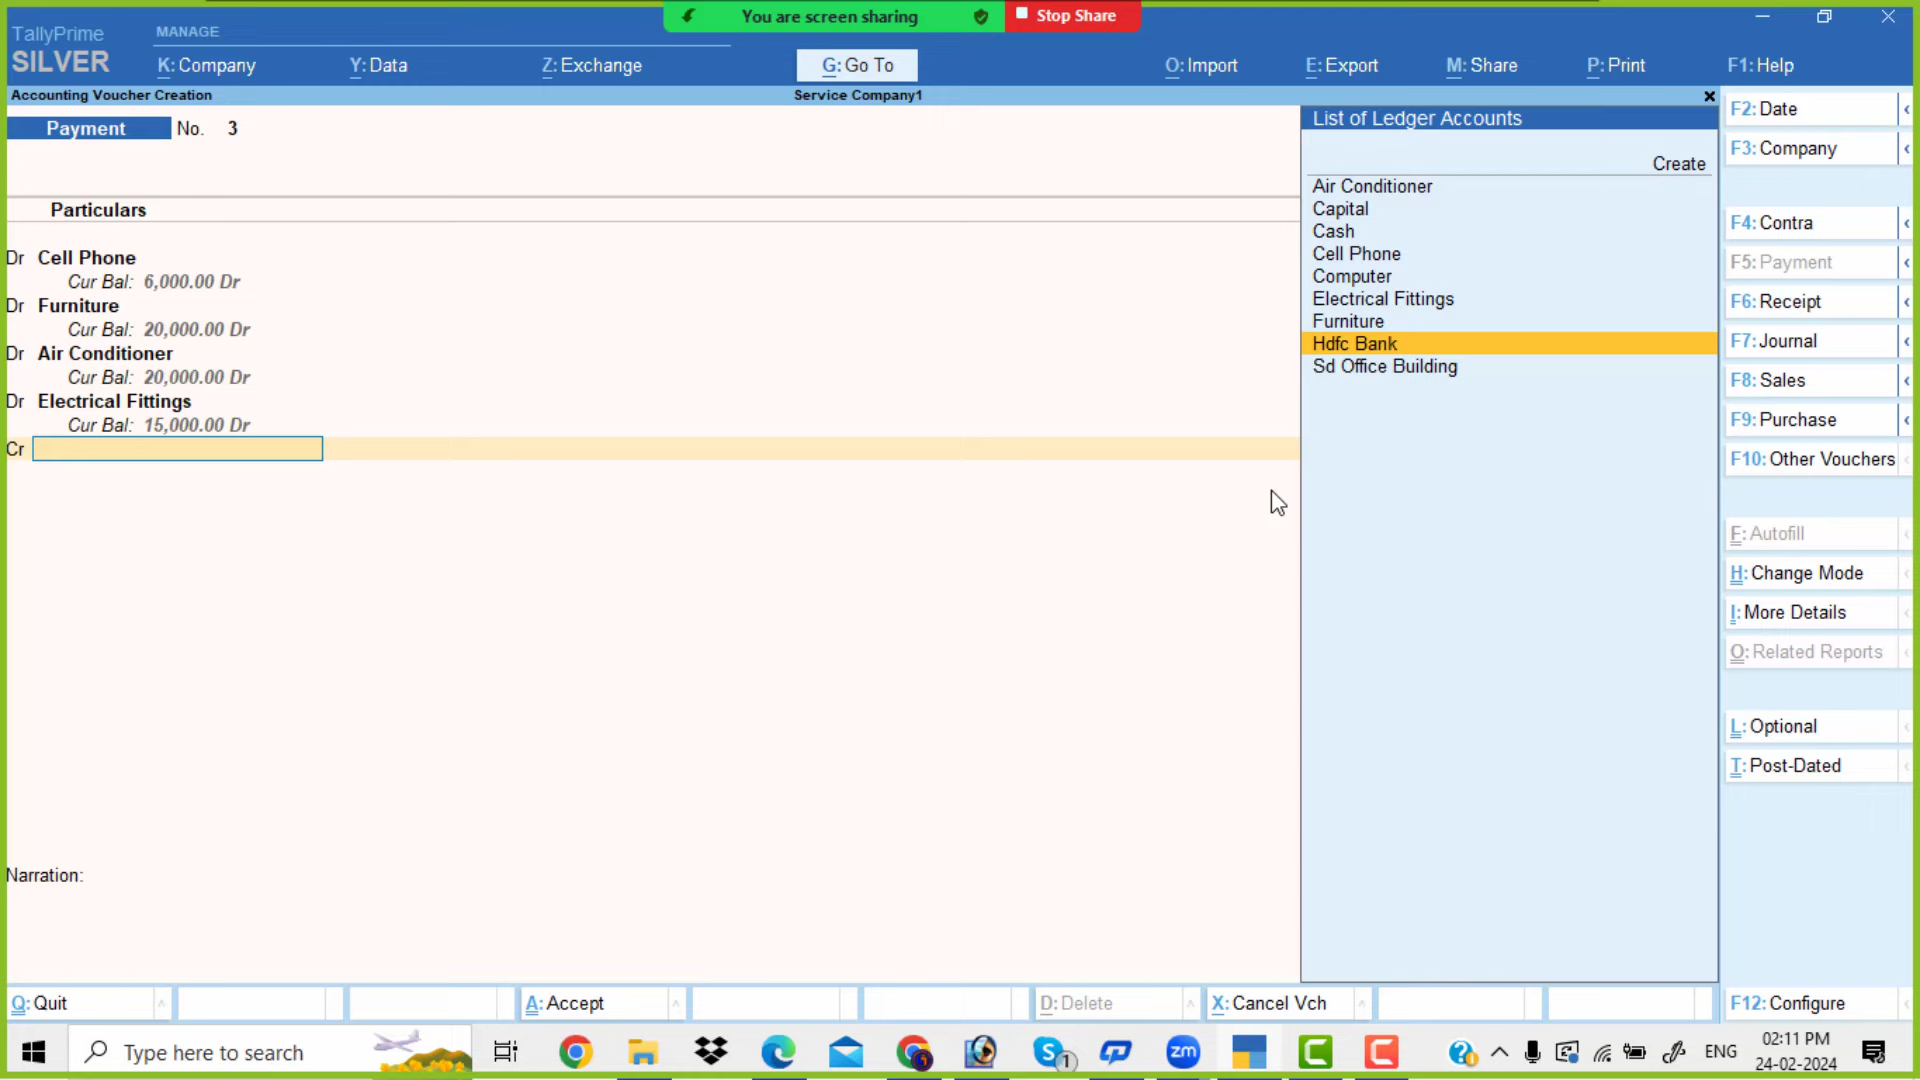 You are screen sharing
Stop Share
TallyPrime
SILVER
MANAGE
K: Company
Y: Data
Z: Exchange
G: Go To
O: Import
E: Export
M: Share
P: Print
F1: Help
Accounting Voucher Creation
Service Company1
Payment No. 3
Particulars
Dr Cell Phone
Cur Bal: 6,000.00 Dr
Dr Furniture
Cur Bal: 20,000.00 Dr
Dr Air Conditioner
Cur Bal: 20,000.00 Dr
Dr Electrical Fittings
Cur Bal: 15,000.00 Dr
Cr
Narration:
List of Ledger Accounts
Create
Air Conditioner
Capital
Cash
Cell Phone
Computer
Electrical Fittings
Furniture
Hdfc Bank
Sd Office Building
F2: Date
F3: Company
F4: Contra
F5: Payment
F6: Receipt
F7: Journal
F8: Sales
F9: Purchase
F10: Other Vouchers
F: Autofill
H: Change Mode
I: More Details
O: Related Reports
L: Optional
T: Post-Dated
F12: Configure
Q: Quit
A: Accept
D: Delete
X: Cancel Vch
Type here to search
1
zm
ENG
02:11 PM
24-02-2024